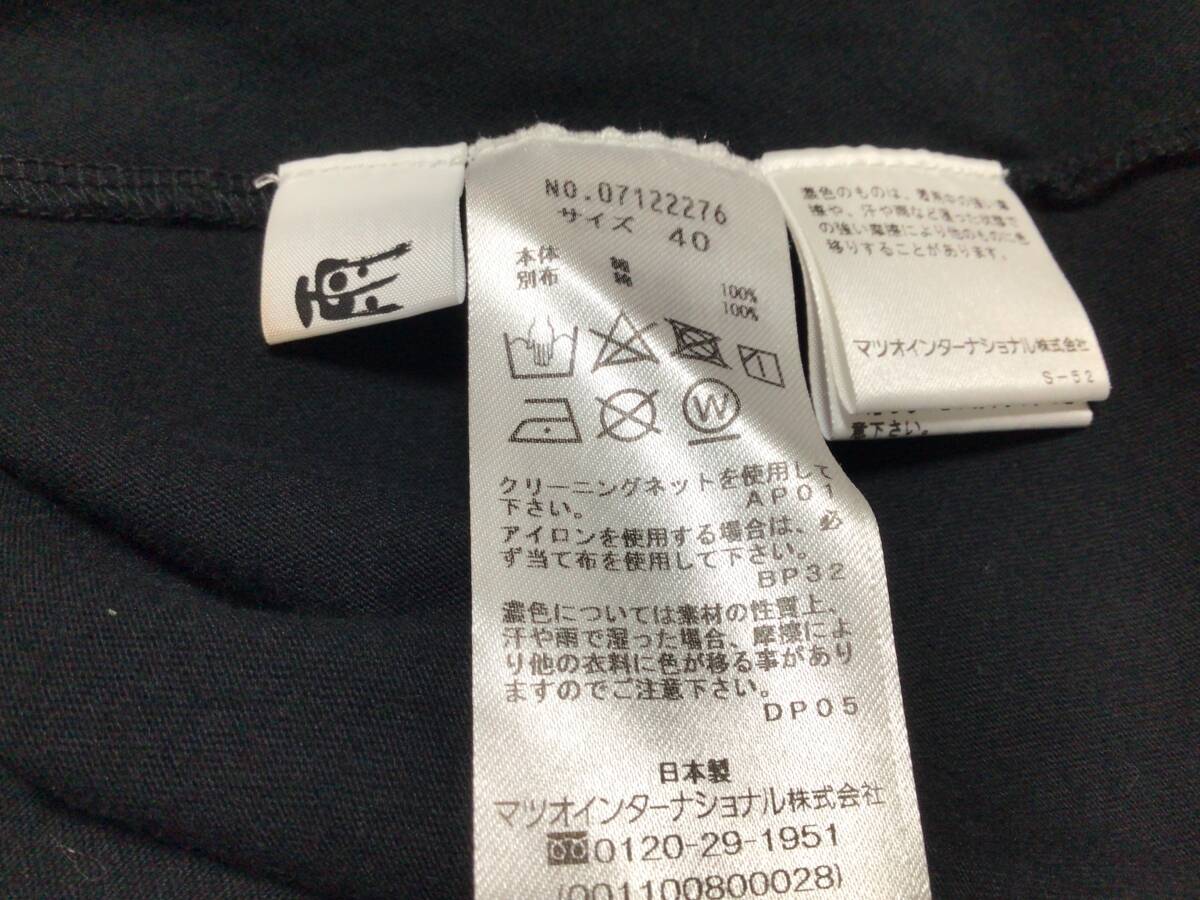 NO.07122276
サイズ 40
本体 綿 100%
別布 綿 100%
W
クリーニングネットを使用して
下さい。 AP01
アイロンを使用する場合は、必
ず当て布を使用して下さい。
BP32
濃色については素材の性質上、
汗や雨で湿った場合、摩擦によ
り他の衣料に色が移る事があり
ますのでご注意下さい。
DP05
日本製
マツオインターナショナル株式会社
0120-29-1951
(001100800028)
濃色のものは、着用中の強い摩
擦や、汗や雨など湿った状態で
の強い摩擦により他のものに色
移りすることがあります。
マツオインターナショナル株式会社
S-52
意下さい。